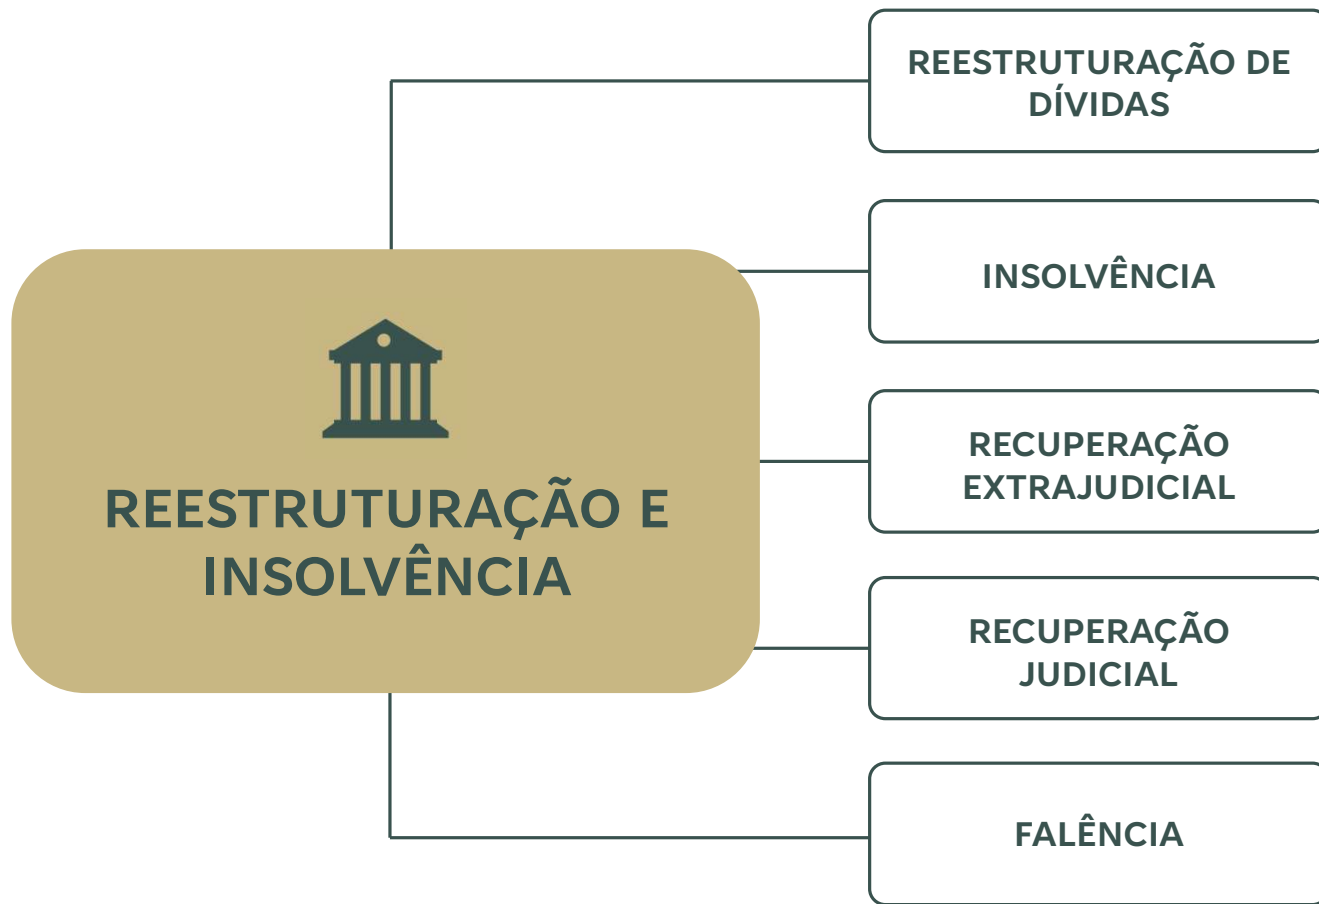 REESTRUTURAÇÃO DE
DÍVIDAS
INSOLVÊNCIA
REESTRUTURAÇÃO E
INSOLVÊNCIA
RECUPERAÇÃO
EXTRAJUDICIAL
RECUPERAÇÃO
JUDICIAL
FALÊNCIA